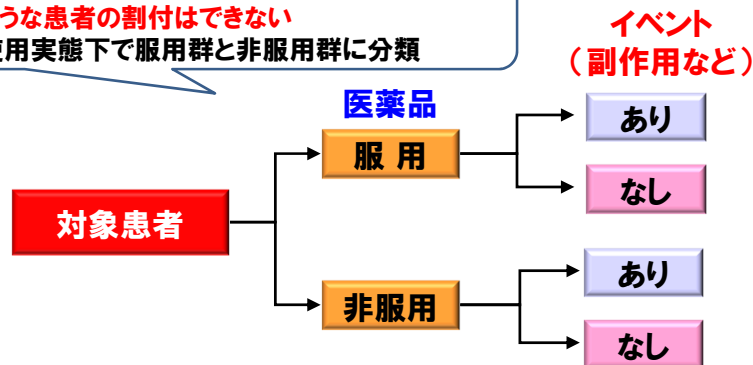 うな患者の割付はできない
用実態下で服用群と非服用群に分類
イベント
（副作用など）
医薬品
あり
服 用
なし
対象患者
あり
非服用
なし